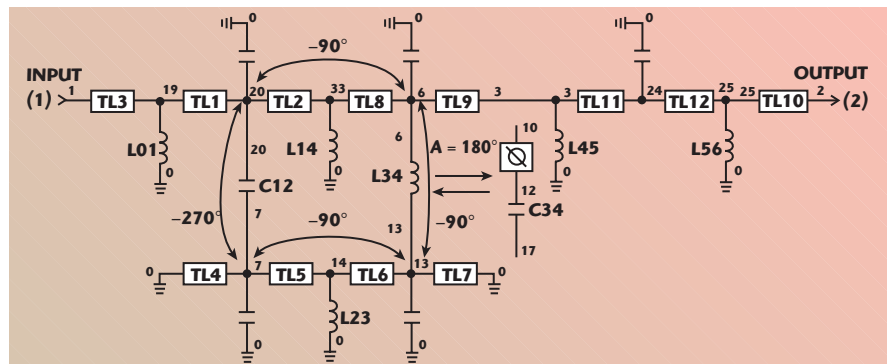 0
0
0
–90°
INPUT
(1)
1
TL3
19
TL1
20
TL2
33
TL8
6
TL9
3
3
TL11
24
TL12
25
25
TL10
2
OUTPUT
(2)
L01
0
20
C12
7
L14
0
6
L34
13
A = 180°
10
Ø
12
C34
17
L45
0
L56
0
–270°
–90°
–90°
0
TL4
7
TL5
14
TL6
13
TL7
0
L23
0
0
0